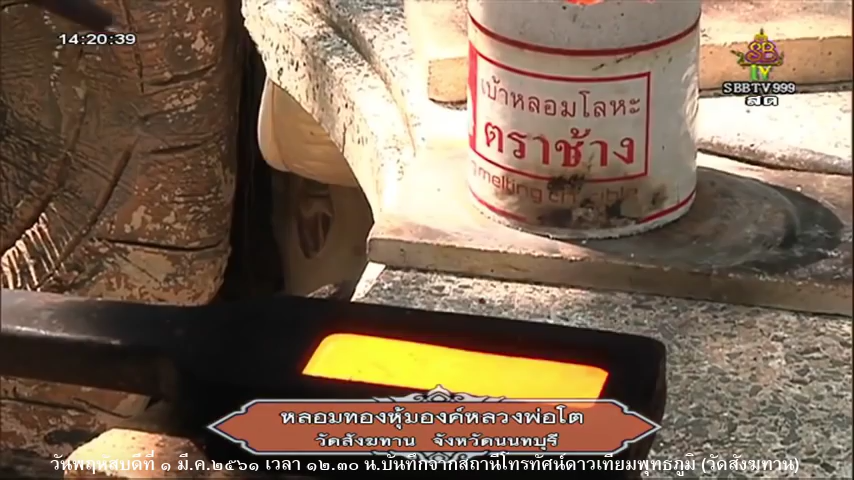 14:20:39
SBBTV999
สด
เบ้าหลอมโลหะ
ตราช้าง
melting crucible
หลอมทองหุ้มองค์หลวงพ่อโต
วัดสังฆทาน จังหวัดนนทบุรี
วันพฤหัสบดีที่ ๑ มี.ค.๒๕๖๑ เวลา ๑๒.๓๐ น.บันทึกจากสถานีโทรทัศน์ดาวเทียมพุทธภูมิ (วัดสังฆทาน)